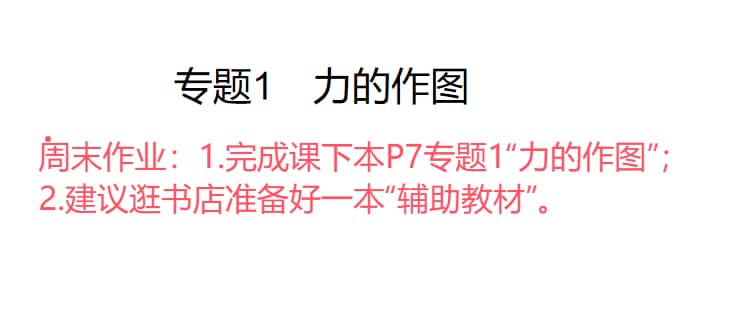 专题1　力的作图
周末作业：1.完成课下本P7专题1“力的作图”；
2.建议逛书店准备好一本“辅助教材”。